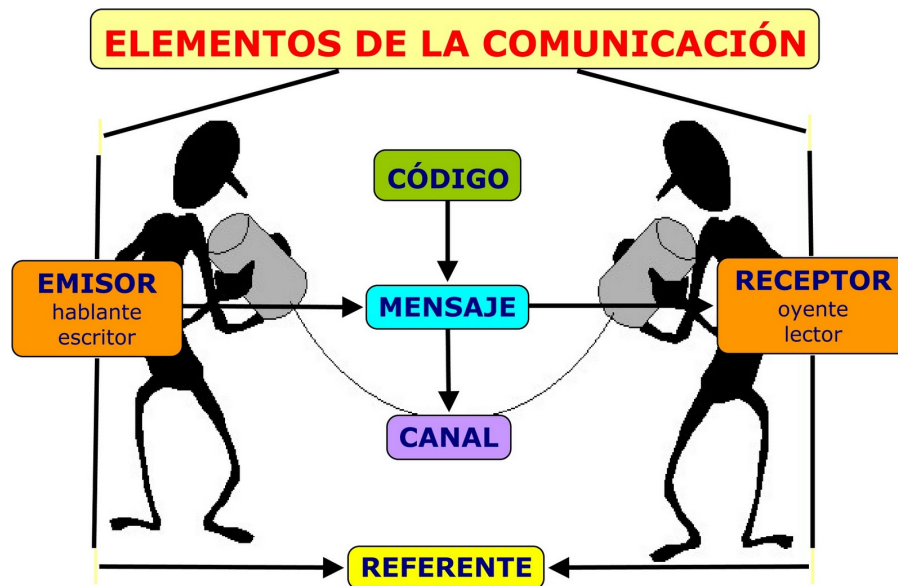 ELEMENTOS DE LA COMUNICACIÓN
CÓDIGO
EMISOR
hablante
escritor
MENSAJE
RECEPTOR
oyente
lector
CANAL
REFERENTE